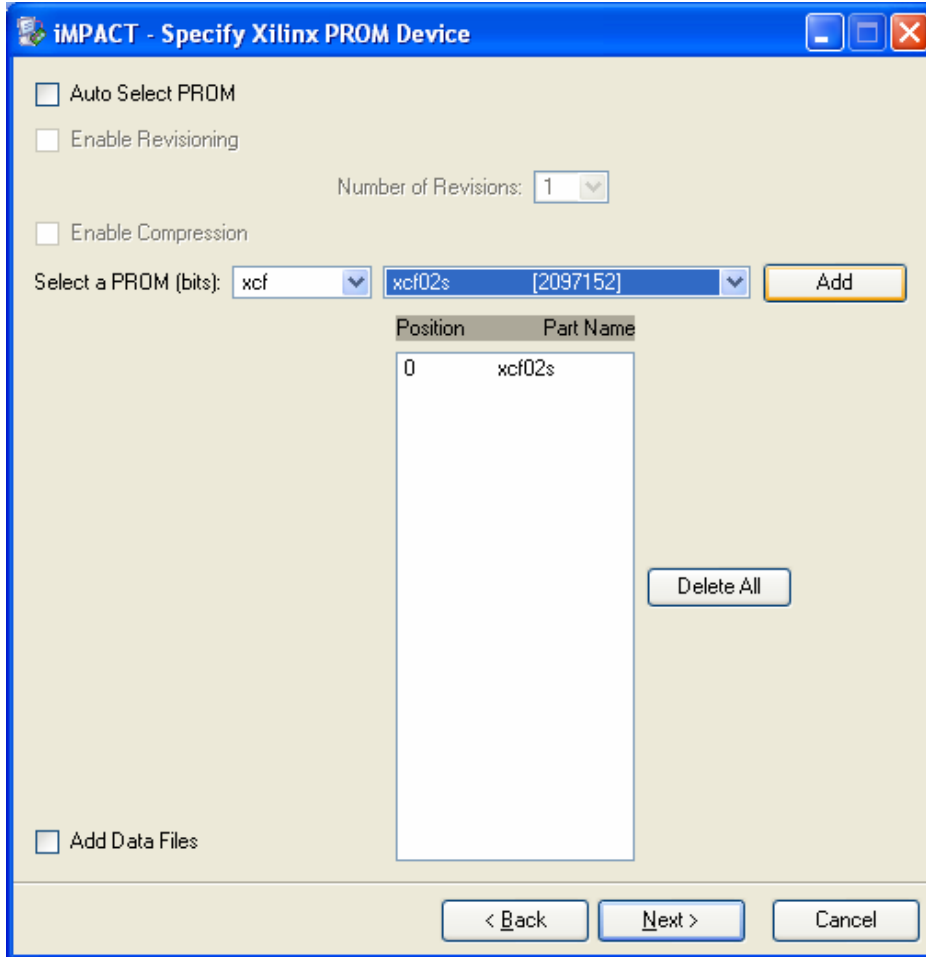 iMPACT - Specify Xilinx PROM Device
Auto Select PROM
Enable Revisioning
Number of Revisions: 1
Enable Compression
Select a PROM (bits): xcf xcf02s [2097152] Add
Position Part Name
0 xcf02s
Delete All
Add Data Files
< Back Next > Cancel